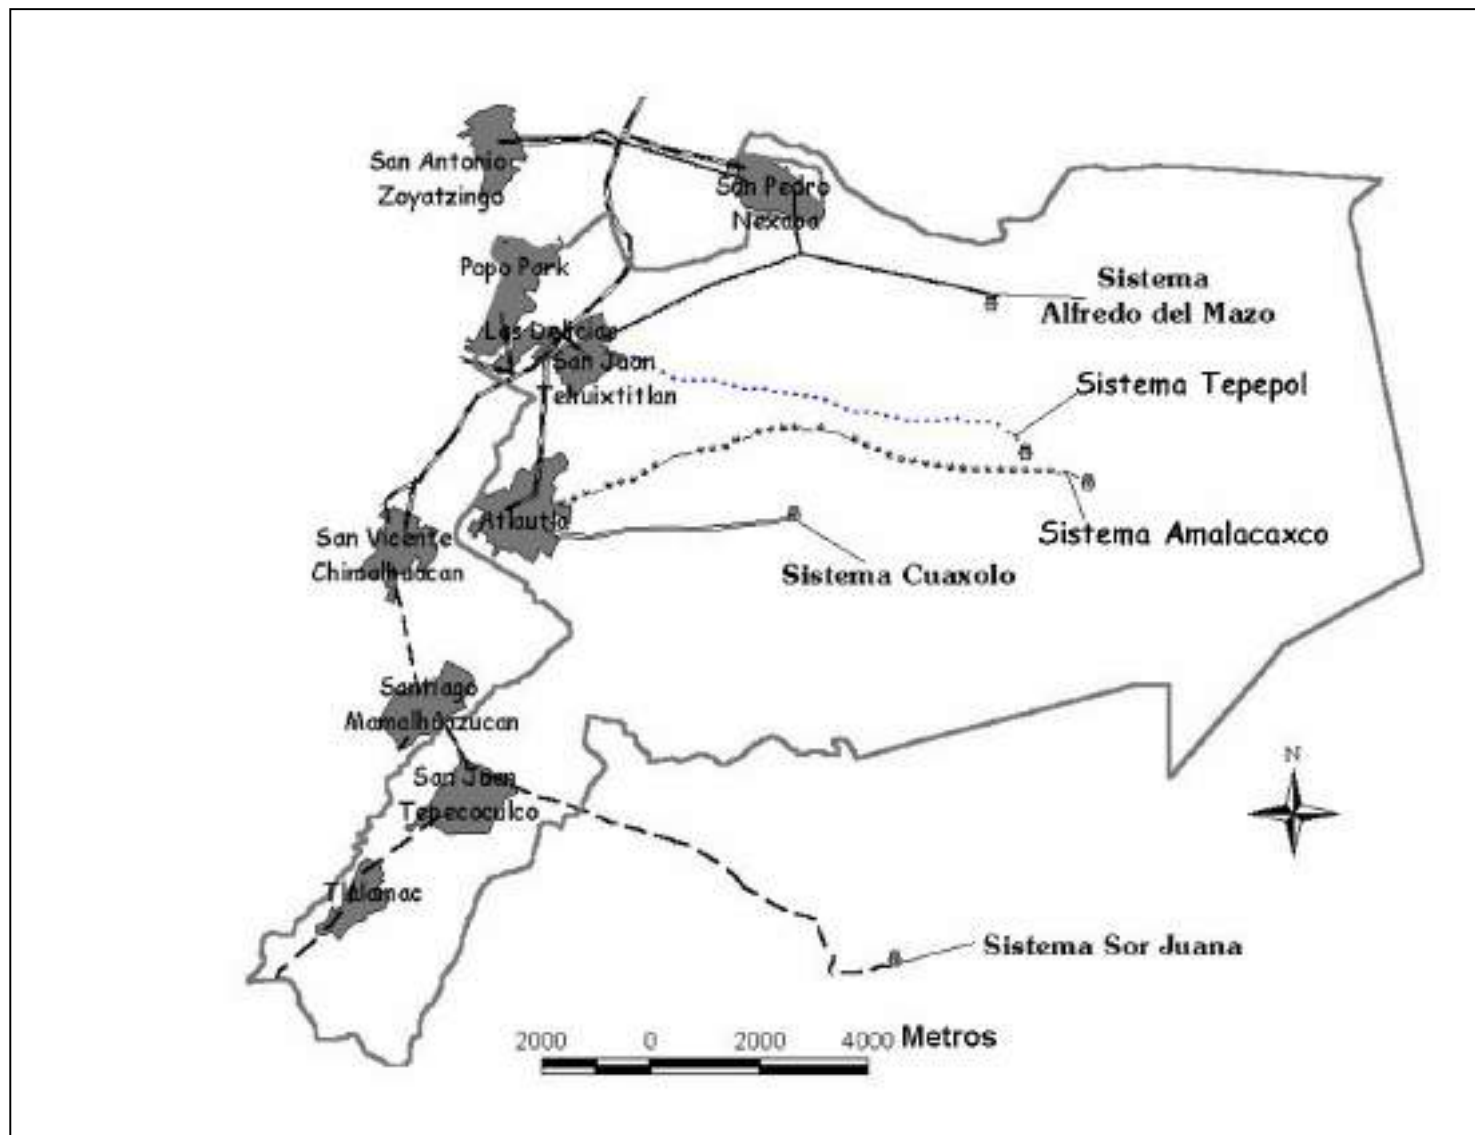 San Antonio
Zoyatzingo
San Pedro
Nexapa
Popo Park
Sistema
Alfredo del Mazo
Las Delicias
San Juan
Tehuixtitlan
Sistema Tepepol
Atlautla
San Vicente
Chimalhuacan
Sistema Amalacaxco
Sistema Cuaxolo
Santiago
Mamalhuazucan
N
San Juan
Tepecoculco
Tlalamac
Sistema Sor Juana
2000 0 2000 4000 Metros